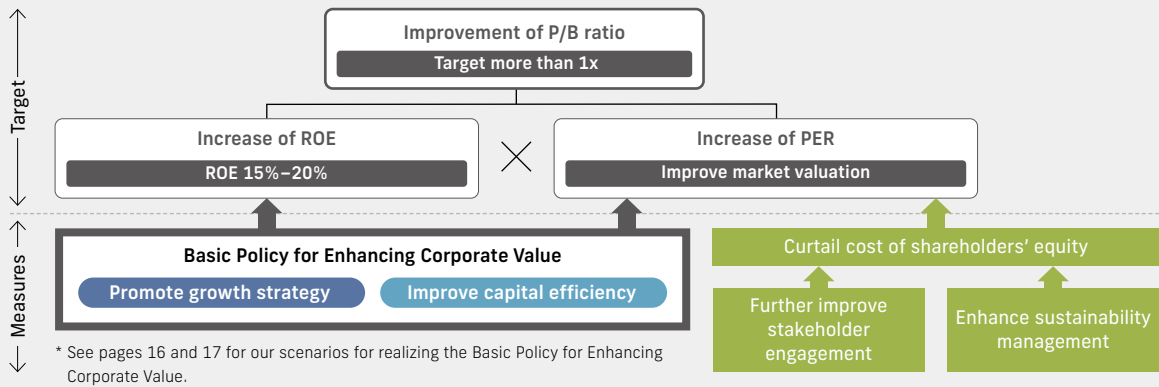 Target
Improvement of P/B ratio
Target more than 1x
Increase of ROE
ROE 15%–20%
Increase of PER
Improve market valuation
Measures
Basic Policy for Enhancing Corporate Value
Promote growth strategy
Improve capital efficiency
* See pages 16 and 17 for our scenarios for realizing the Basic Policy for Enhancing
Corporate Value.
Curtail cost of shareholders' equity
Further improve
stakeholder
engagement
Enhance sustainability
management